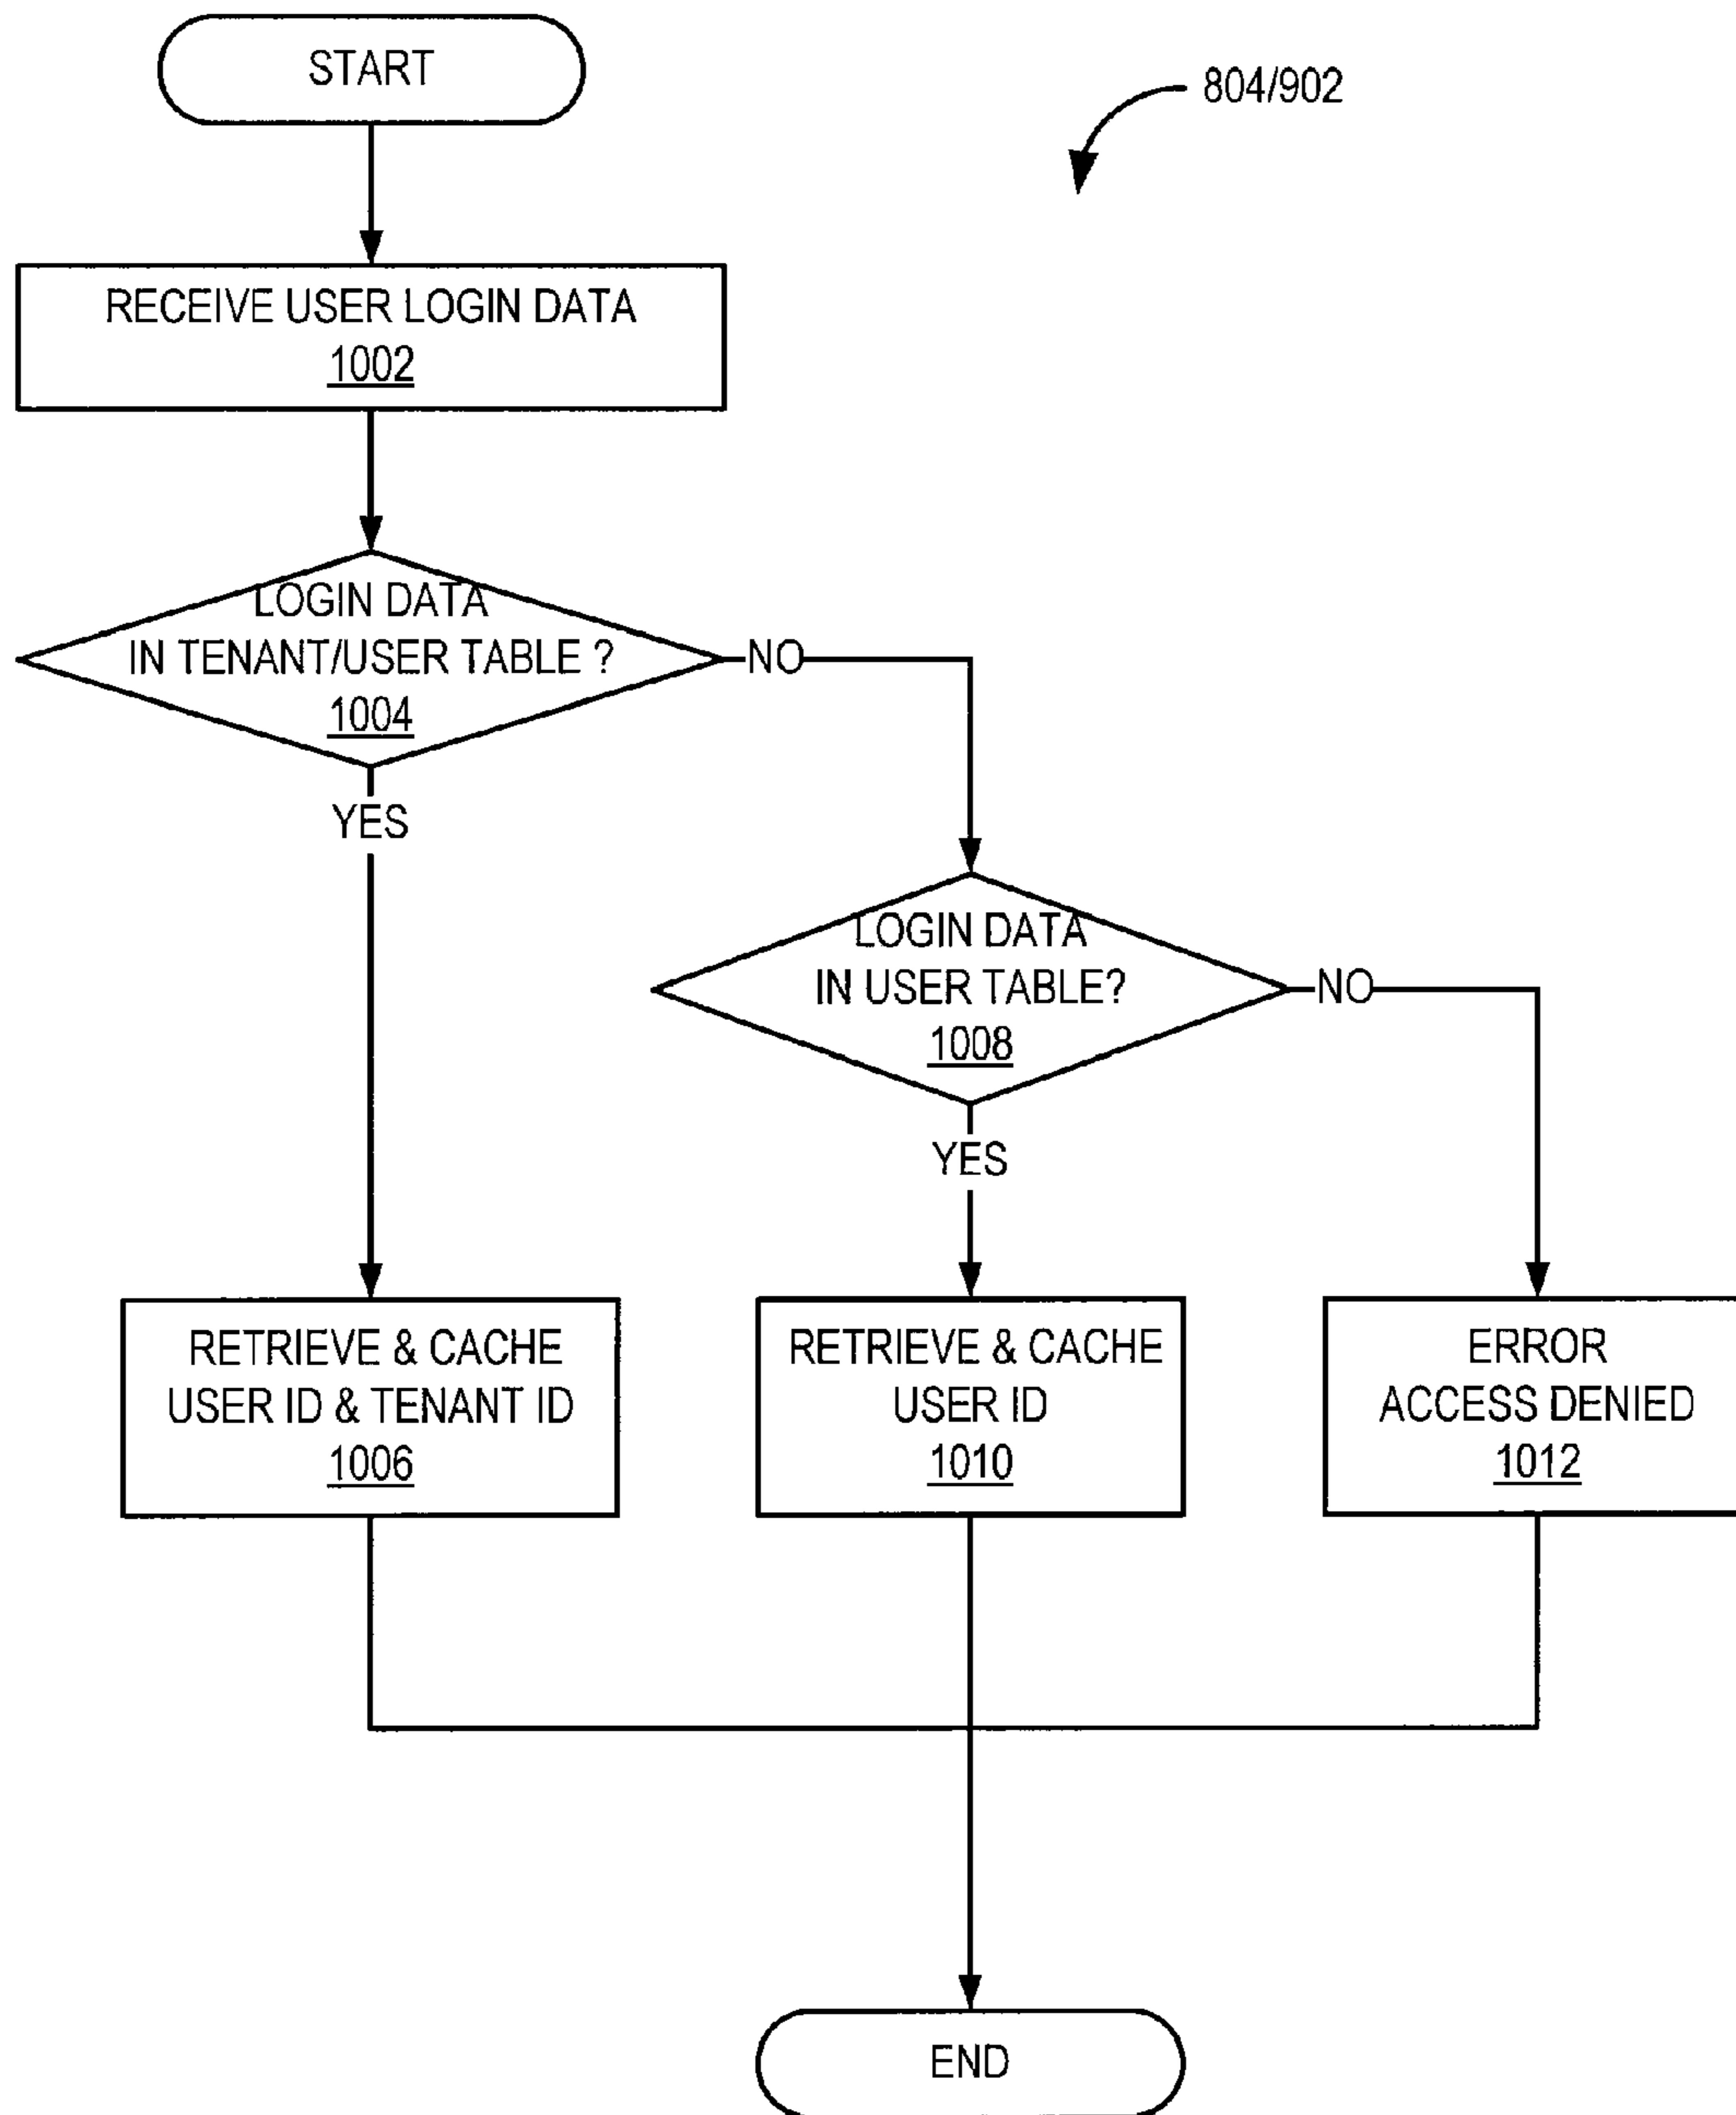 START
804/902
RECEIVE USER LOGIN DATA
1002
LOGIN DATA
IN TENANT/USER TABLE ?
1004
NO
YES
LOGIN DATA
IN USER TABLE?
1008
NO
YES
RETRIEVE & CACHE
USER ID & TENANT ID
1006
RETRIEVE & CACHE
USER ID
1010
ERROR
ACCESS DENIED
1012
END